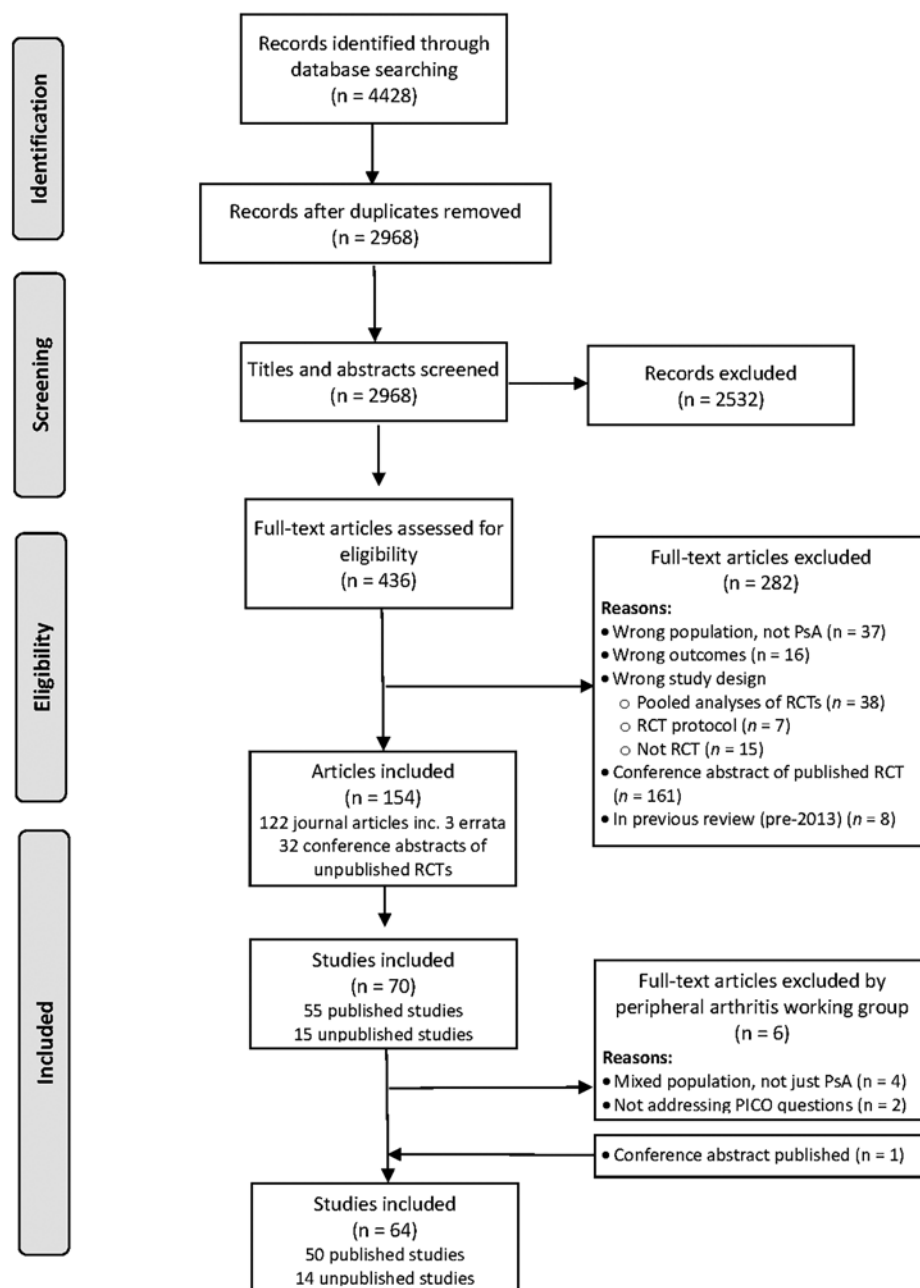 Identification
Records identified through
database searching
(n = 4428)
Records after duplicates removed
(n = 2968)
Screening
Titles and abstracts screened
(n = 2968)
Records excluded
(n = 2532)
Eligibility
Full-text articles assessed for
eligibility
(n = 436)
Full-text articles excluded
(n = 282)
Reasons:
• Wrong population, not PsA (n = 37)
• Wrong outcomes (n = 16)
• Wrong study design
o Pooled analyses of RCTs (n = 38)
o RCT protocol (n = 7)
o Not RCT (n = 15)
• Conference abstract of published RCT
(n = 161)
• In previous review (pre-2013) (n = 8)
Articles included
(n = 154)
122 journal articles inc. 3 errata
32 conference abstracts of
unpublished RCTs
Included
Studies included
(n = 70)
55 published studies
15 unpublished studies
Full-text articles excluded by
peripheral arthritis working group
(n = 6)
Reasons:
• Mixed population, not just PsA (n = 4)
• Not addressing PICO questions (n = 2)
• Conference abstract published (n = 1)
Studies included
(n = 64)
50 published studies
14 unpublished studies